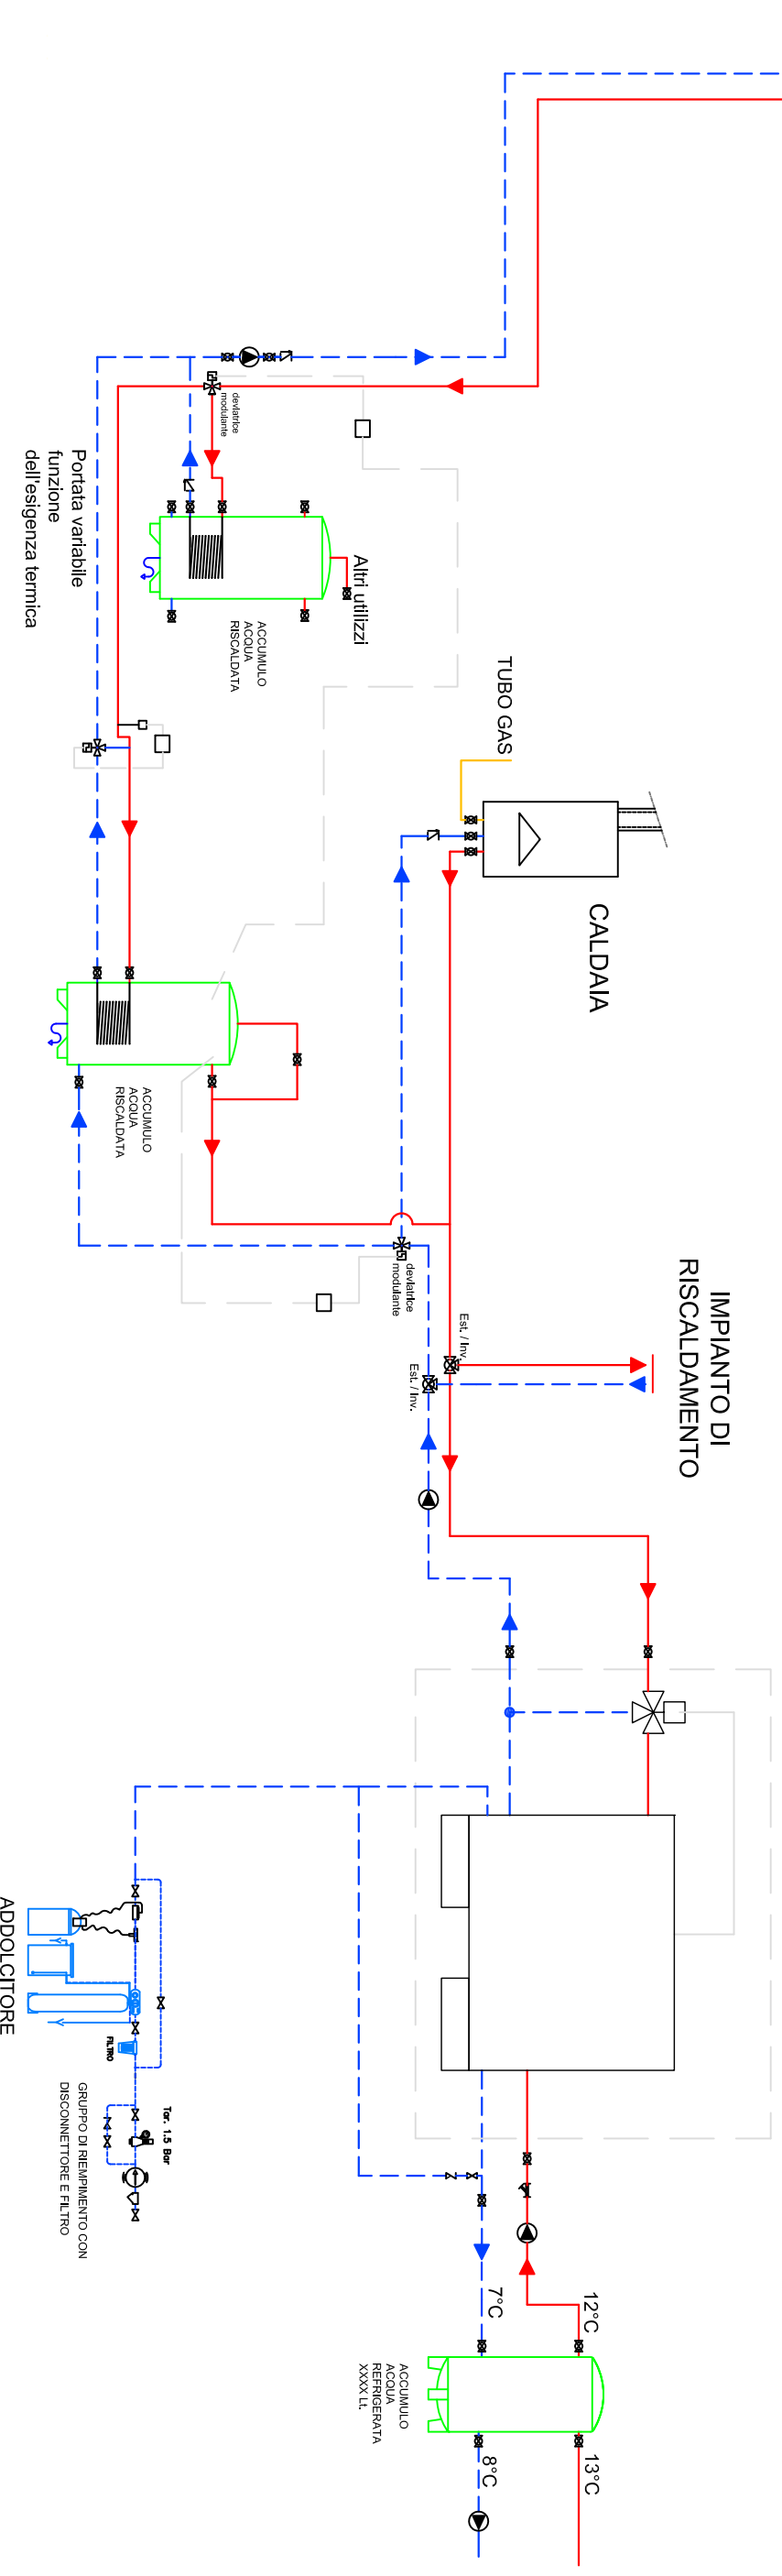 deviatrice
modulante
Portata variabile
funzione
dell'esigenza termica
Altri utilizzi
ACCUMULO
ACQUA
RISCALDATA
TUBO GAS
CALDAIA
ACCUMULO
ACQUA
RISCALDATA
deviatrice
modulante
IMPIANTO DI
RISCALDAMENTO
Est. / Inv.
Est. / Inv.
ADDOLCITORE
FILTRO
GRUPPO DI RIEMPIMENTO CON
DISCONNETTORE E FILTRO
Tar. 1.5 Bar
12°C
7°C
ACCUMULO
ACQUA
REFRIGERATA
XXXX Lt.
13°C
8°C